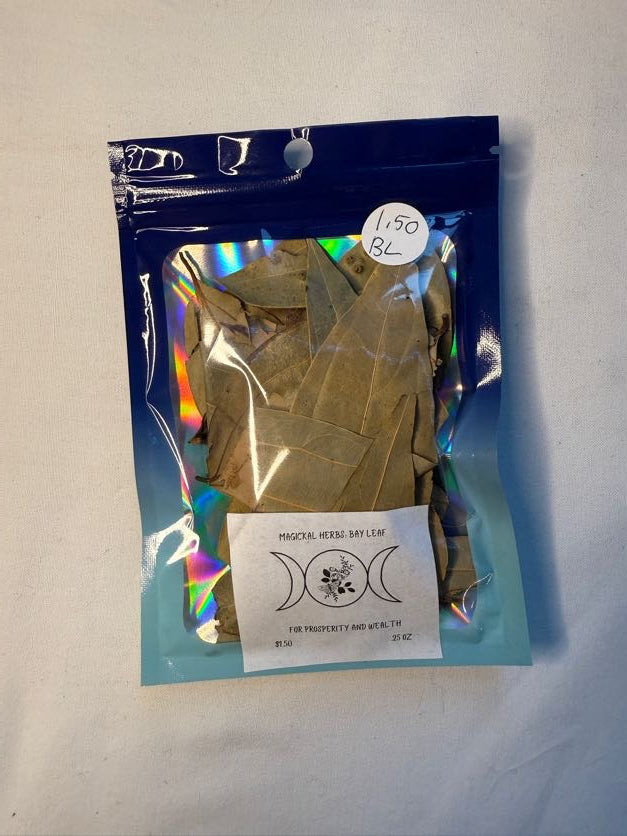 1.50
BL
MAGICKAL HERBS: BAY LEAF
FOR PROSPERITY AND WEALTH
$1.50 .25 OZ